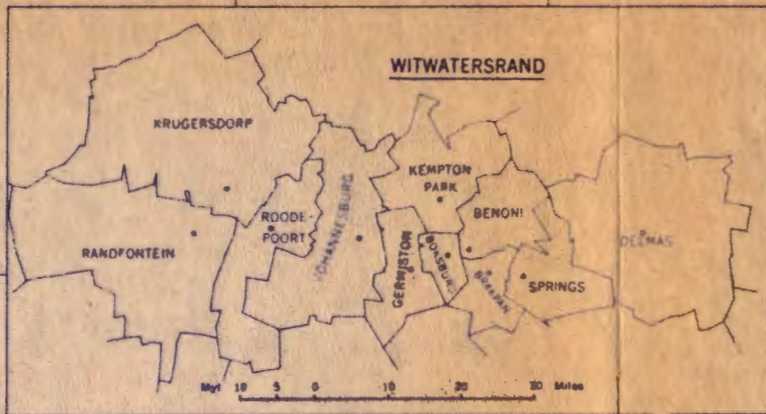 WITWATERSRAND
KRUGERSDORP
KEMPTON
PARK
ROODE-
POORT
JOHANNESBURG
BENONI
DELMAS
RANDFONTEIN
GERMISTON
BOKSBURG
BRAKPAN
SPRINGS
Myl 10 5 0 10 20 30 Miles